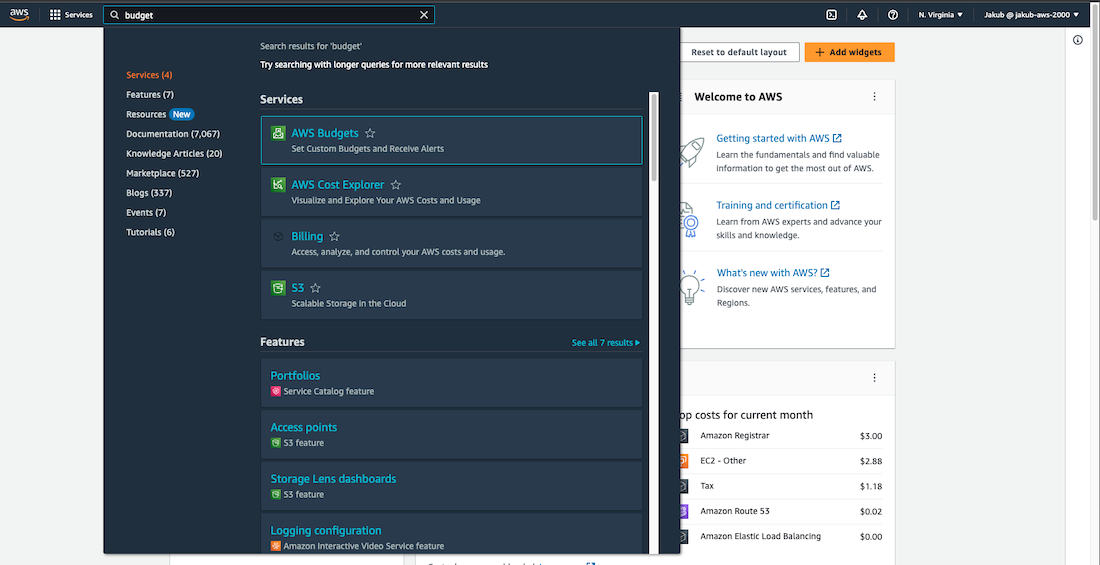 aws
Services
budget
N. Virginia
Jakub @ jakub-aws-2000
Search results for 'budget'
Try searching with longer queries for more relevant results
Services (4)
Features (7)
Resources New
Documentation (7,067)
Knowledge Articles (20)
Marketplace (527)
Blogs (337)
Events (7)
Tutorials (6)
Services
AWS Budgets
Set Custom Budgets and Receive Alerts
AWS Cost Explorer
Visualize and Explore Your AWS Costs and Usage
Billing
Access, analyze, and control your AWS costs and usage.
S3
Scalable Storage in the Cloud
Features
See all 7 results
Portfolios
Service Catalog feature
Access points
S3 feature
Storage Lens dashboards
S3 feature
Logging configuration
Amazon Interactive Video Service feature
Reset to default layout
+ Add widgets
Welcome to AWS
Getting started with AWS
Learn the fundamentals and find valuable
information to get the most out of AWS.
Training and certification
Learn from AWS experts and advance your
skills and knowledge.
What's new with AWS?
Discover new AWS services, features, and
Regions.
op costs for current month
Amazon Registrar $3.00
EC2 - Other $2.88
Tax $1.18
Amazon Route 53 $0.02
Amazon Elastic Load Balancing $0.00